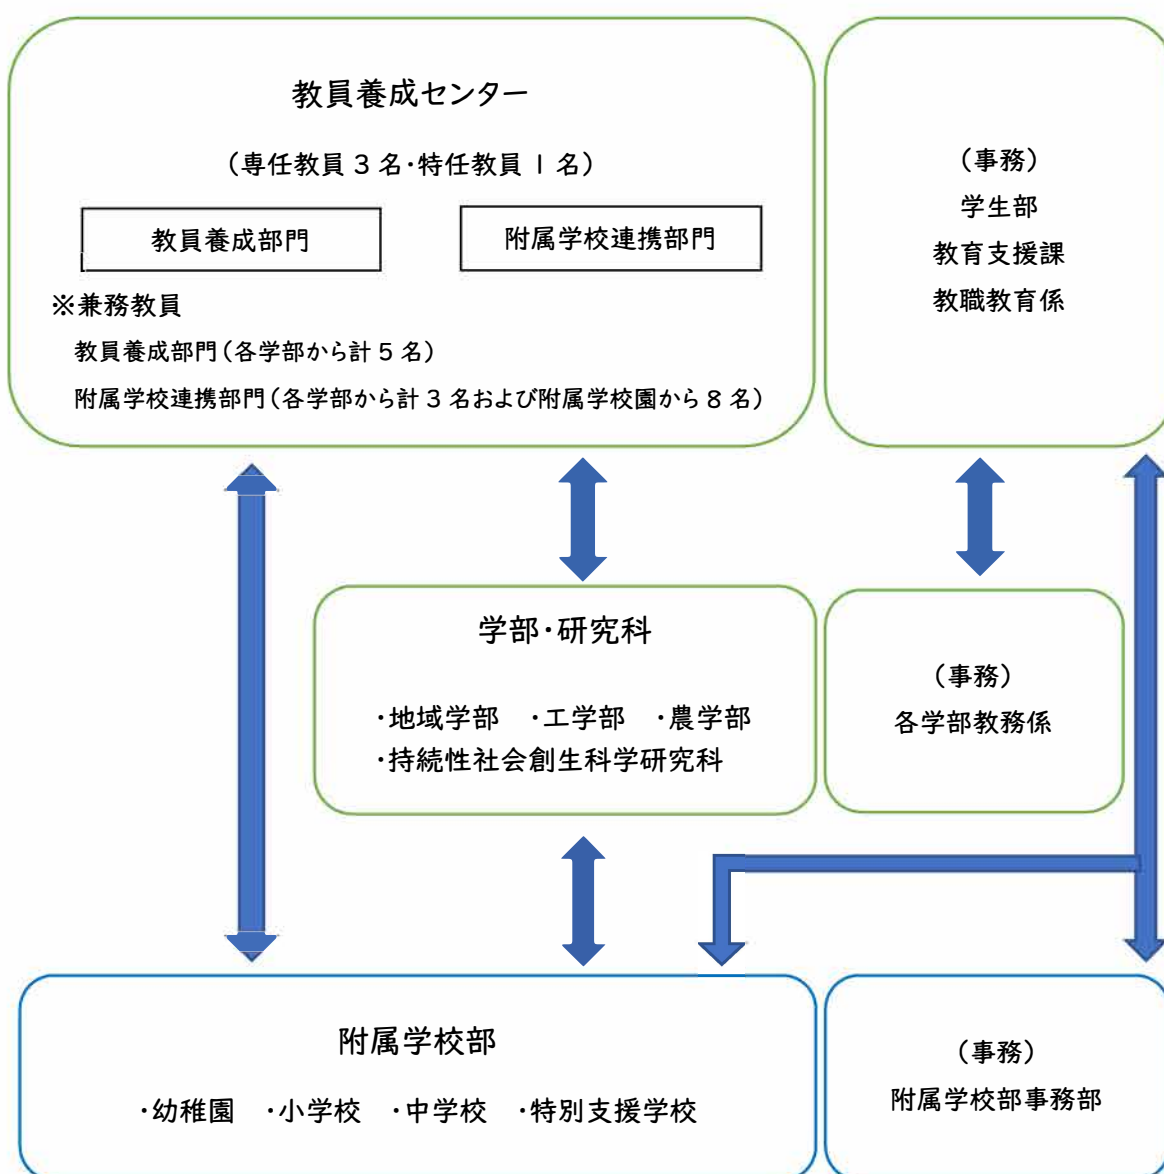 教員養成センター
（専任教員3名・特任教員1名）
教員養成部門
附属学校連携部門
※兼務教員
教員養成部門（各学部から計5名）
附属学校連携部門（各学部から計3名および附属学校園から8名）
（事務）
学生部
教育支援課
教職教育係
学部・研究科
・地域学部　・工学部　・農学部
・持続性社会創生科学研究科
（事務）
各学部教務係
附属学校部
・幼稚園　・小学校　・中学校　・特別支援学校
（事務）
附属学校部事務部